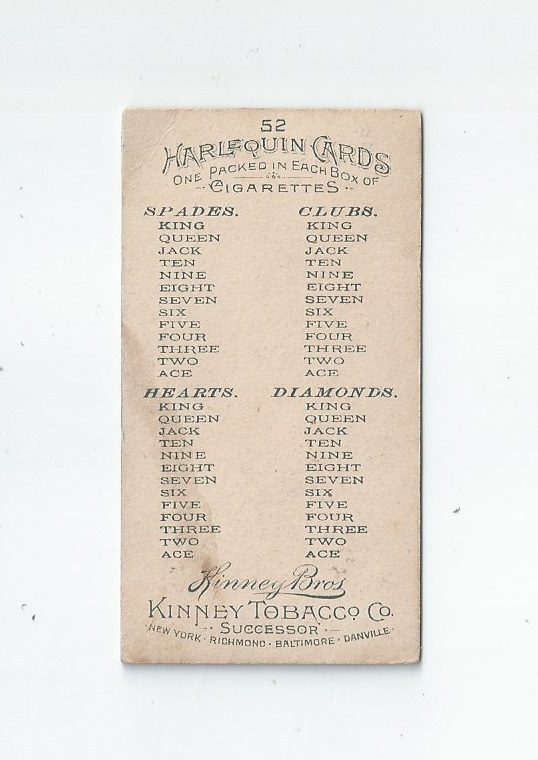 52
HARLEQUIN CARDS
ONE PACKED IN EACH BOX OF
CIGARETTES
SPADES.
KING
QUEEN
JACK
TEN
NINE
EIGHT
SEVEN
SIX
FIVE
FOUR
THREE
TWO
ACE
CLUBS.
KING
QUEEN
JACK
TEN
NINE
EIGHT
SEVEN
SIX
FIVE
FOUR
THREE
TWO
ACE
HEARTS.
KING
QUEEN
JACK
TEN
NINE
EIGHT
SEVEN
SIX
FIVE
FOUR
THREE
TWO
ACE
DIAMONDS.
KING
QUEEN
JACK
TEN
NINE
EIGHT
SEVEN
SIX
FIVE
FOUR
THREE
TWO
ACE
Kinney Bros
KINNEY TOBACCO CO.
SUCCESSOR
NEW YORK · RICHMOND · BALTIMORE · DANVILLE ·